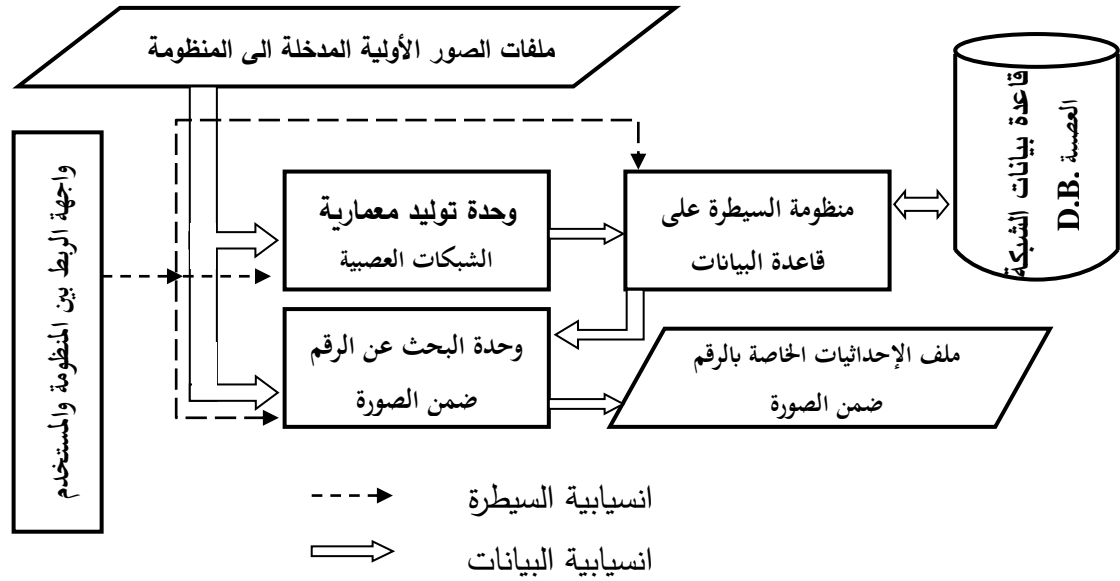 ملفات الصور الأولية المدخلة الى المنظومة
قاعدة بيانات الشبكة
العصبية D.B.
واجهة الربط بين المنظومة والمستخدم
وحدة توليد معمارية
الشبكات العصبية
منظومة السيطرة على
قاعدة البيانات
وحدة البحث عن الرقم
ضمن الصورة
ملف الإحداثيات الخاصة بالرقم
ضمن الصورة
انسيابية السيطرة
انسيابية البيانات